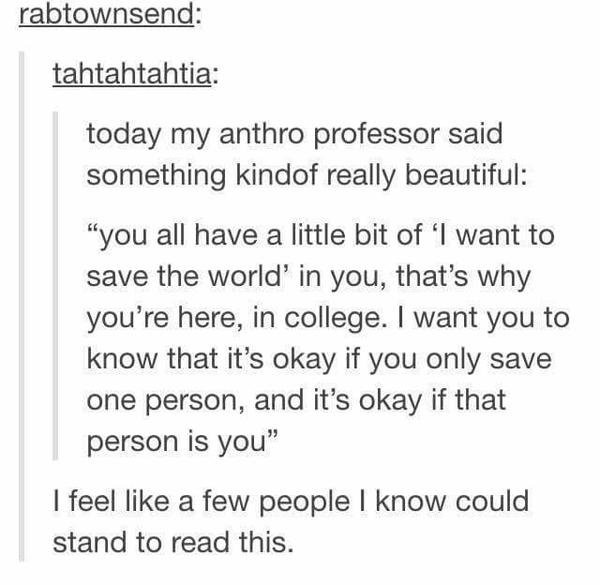 rabtownsend:
tahtahtahtia:
today my anthro professor said
something kindof really beautiful:
“you all have a little bit of ‘I want to
save the world’ in you, that’s why
you’re here, in college. I want you to
know that it’s okay if you only save
one person, and it’s okay if that
person is you”
I feel like a few people I know could
stand to read this.